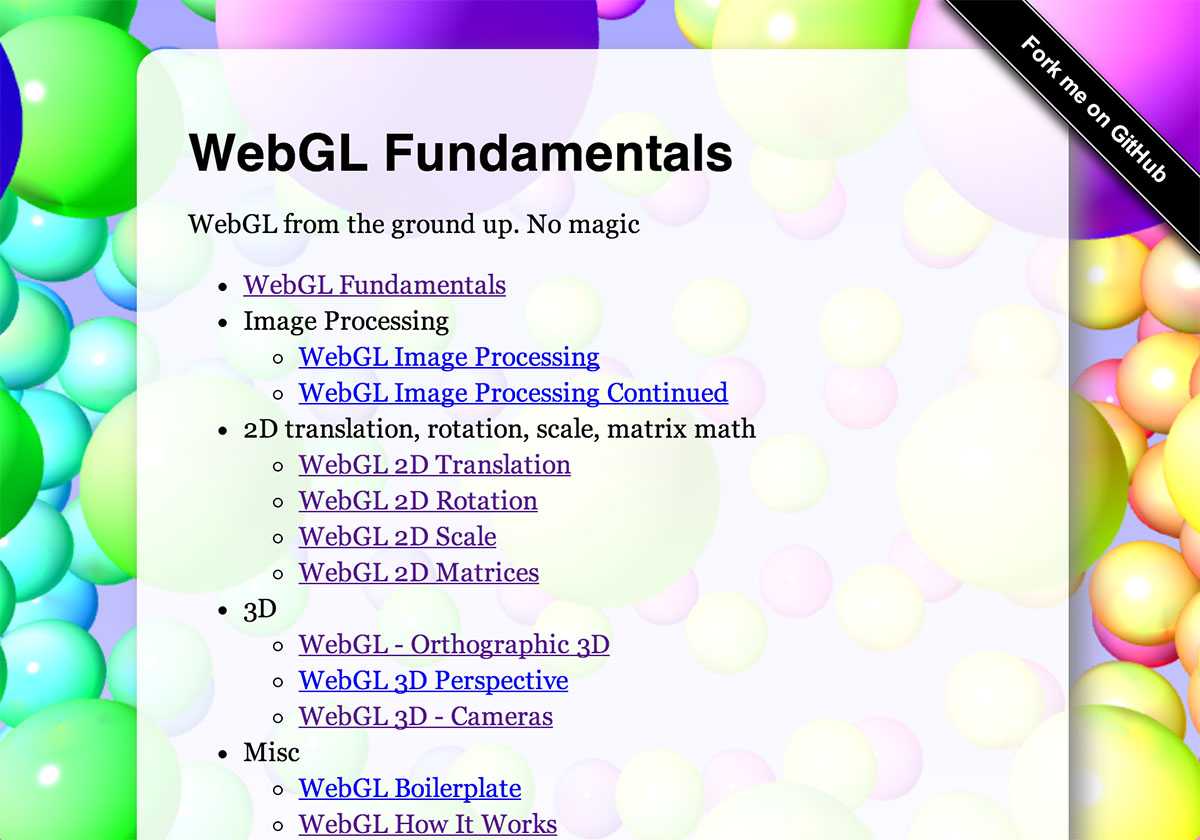 Fork me on GitHub
WebGL Fundamentals
WebGL from the ground up. No magic
WebGL Fundamentals
Image Processing
WebGL Image Processing
WebGL Image Processing Continued
2D translation, rotation, scale, matrix math
WebGL 2D Translation
WebGL 2D Rotation
WebGL 2D Scale
WebGL 2D Matrices
3D
WebGL - Orthographic 3D
WebGL 3D Perspective
WebGL 3D - Cameras
Misc
WebGL Boilerplate
WebGL How It Works